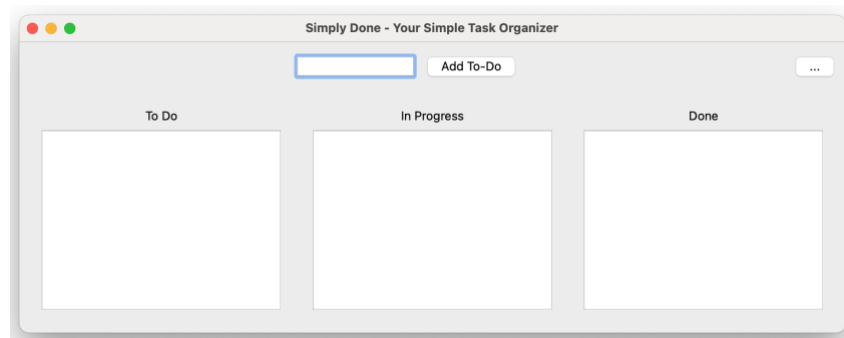 Simply Done - Your Simple Task Organizer
Add To-Do
...
To Do
In Progress
Done